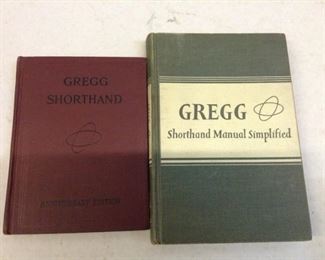 GREGG
SHORTHAND
ANNIVERSARY EDITION
GREGG
Shorthand Manual Simplified